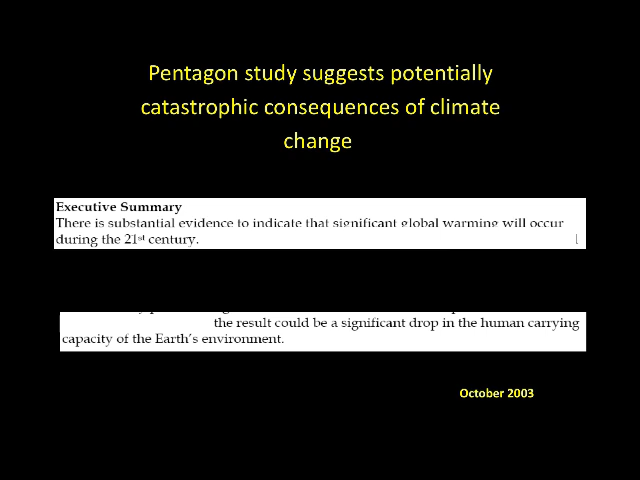 Pentagon study suggests potentially
catastrophic consequences of climate
change
Executive Summary
There is substantial evidence to indicate that significant global warming will occur
during the 21st century.
the result could be a significant drop in the human carrying
capacity of the Earth's environment.
October 2003